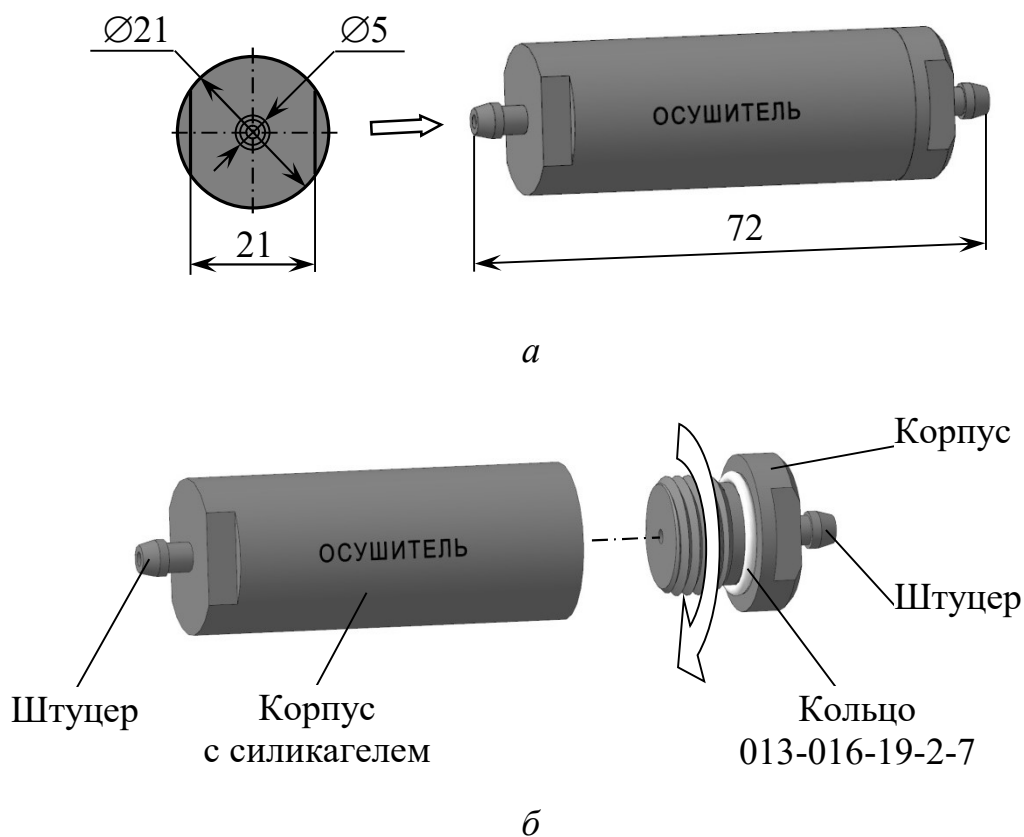 ∅21
∅5
ОСУШИТЕЛЬ
21
72
а
Корпус
ОСУШИТЕЛЬ
Штуцер
Штуцер
Корпус
с силикагелем
Кольцо
013-016-19-2-7
б